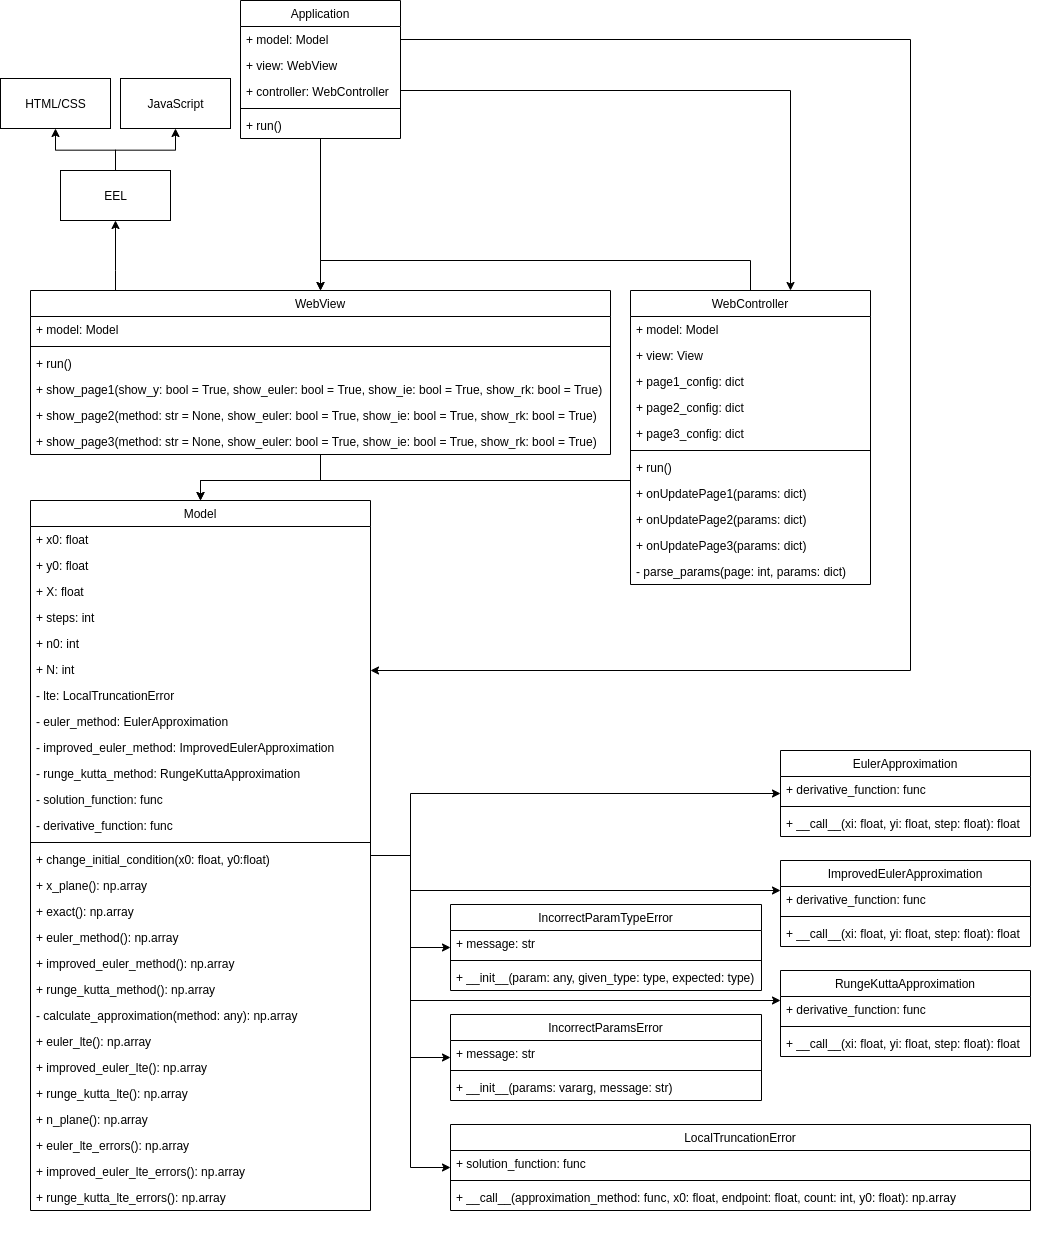 Application
+ model: Model
+ view: WebView
+ controller: WebController
+ run()
HTML/CSS
JavaScript
EEL
WebView
+ model: Model
+ run()
+ show_page1(show_y: bool = True, show_euler: bool = True, show_ie: bool = True, show_rk: bool = True)
+ show_page2(method: str = None, show_euler: bool = True, show_ie: bool = True, show_rk: bool = True)
+ show_page3(method: str = None, show_euler: bool = True, show_ie: bool = True, show_rk: bool = True)
WebController
+ model: Model
+ view: View
+ page1_config: dict
+ page2_config: dict
+ page3_config: dict
+ run()
+ onUpdatePage1(params: dict)
+ onUpdatePage2(params: dict)
+ onUpdatePage3(params: dict)
- parse_params(page: int, params: dict)
Model
+ x0: float
+ y0: float
+ X: float
+ steps: int
+ n0: int
+ N: int
- lte: LocalTruncationError
- euler_method: EulerApproximation
- improved_euler_method: ImprovedEulerApproximation
- runge_kutta_method: RungeKuttaApproximation
- solution_function: func
- derivative_function: func
+ change_initial_condition(x0: float, y0:float)
+ x_plane(): np.array
+ exact(): np.array
+ euler_method(): np.array
+ improved_euler_method(): np.array
+ runge_kutta_method(): np.array
- calculate_approximation(method: any): np.array
+ euler_lte(): np.array
+ improved_euler_lte(): np.array
+ runge_kutta_lte(): np.array
+ n_plane(): np.array
+ euler_lte_errors(): np.array
+ improved_euler_lte_errors(): np.array
+ runge_kutta_lte_errors(): np.array
EulerApproximation
+ derivative_function: func
+ __call__(xi: float, yi: float, step: float): float
ImprovedEulerApproximation
+ derivative_function: func
+ __call__(xi: float, yi: float, step: float): float
IncorrectParamTypeError
+ message: str
+ __init__(param: any, given_type: type, expected: type)
RungeKuttaApproximation
+ derivative_function: func
+ __call__(xi: float, yi: float, step: float): float
IncorrectParamsError
+ message: str
+ __init__(params: vararg, message: str)
LocalTruncationError
+ solution_function: func
+ __call__(approximation_method: func, x0: float, endpoint: float, count: int, y0: float): np.array